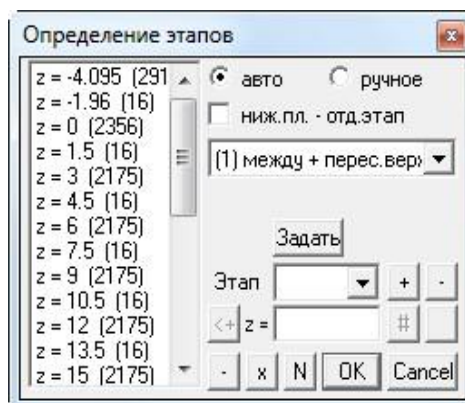 Определение этапов
x
z = -4.095 (291
z = -1.96 (16)
z = 0 (2356)
z = 1.5 (16)
z = 3 (2175)
z = 4.5 (16)
z = 6 (2175)
z = 7.5 (16)
z = 9 (2175)
z = 10.5 (16)
z = 12 (2175)
z = 13.5 (16)
z = 15 (2175)
авто ручное
ниж.пл. - отд.этап
(1) между + перес.верх
Задать
Этап + -
<+ z = #
- x N OK Cancel